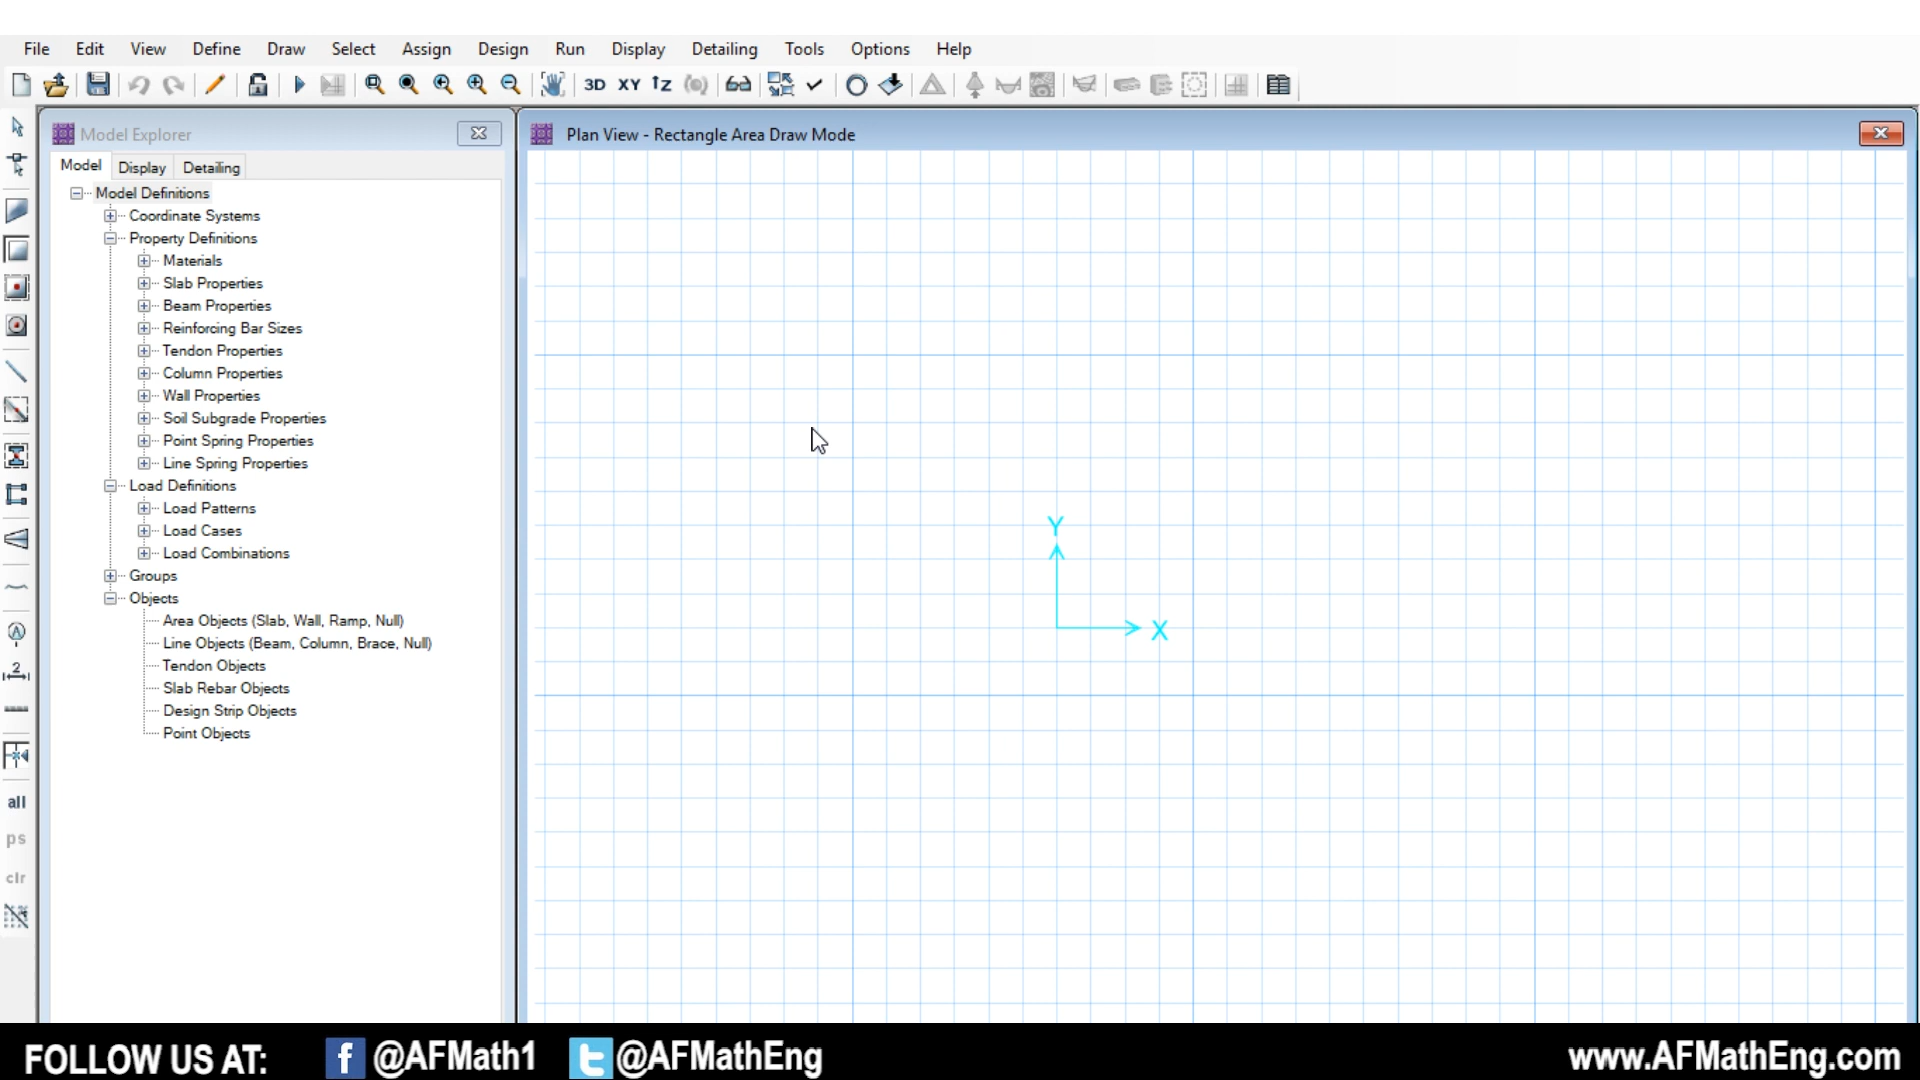 File Edit View Define Draw Select Assign Design Run Display Detailing Tools Options Help
3D XY
Model Explorer
Plan View - Rectangle Area Draw Mode
Model Display Detailing
Model Definitions
Coordinate Systems
Property Definitions
Materials
Slab Properties
Beam Properties
Reinforcing Bar Sizes
Tendon Properties
Column Properties
Wall Properties
Soil Subgrade Properties
Point Spring Properties
Line Spring Properties
Load Definitions
Load Patterns
Load Cases
Load Combinations
Groups
Objects
Area Objects (Slab, Wall, Ramp, Null)
Line Objects (Beam, Column, Brace, Null)
Tendon Objects
Slab Rebar Objects
Design Strip Objects
Point Objects
Y
X
A
2
all
ps
clr
FOLLOW US AT: f @AFMath1 t @AFMathEng www.AFMathEng.com